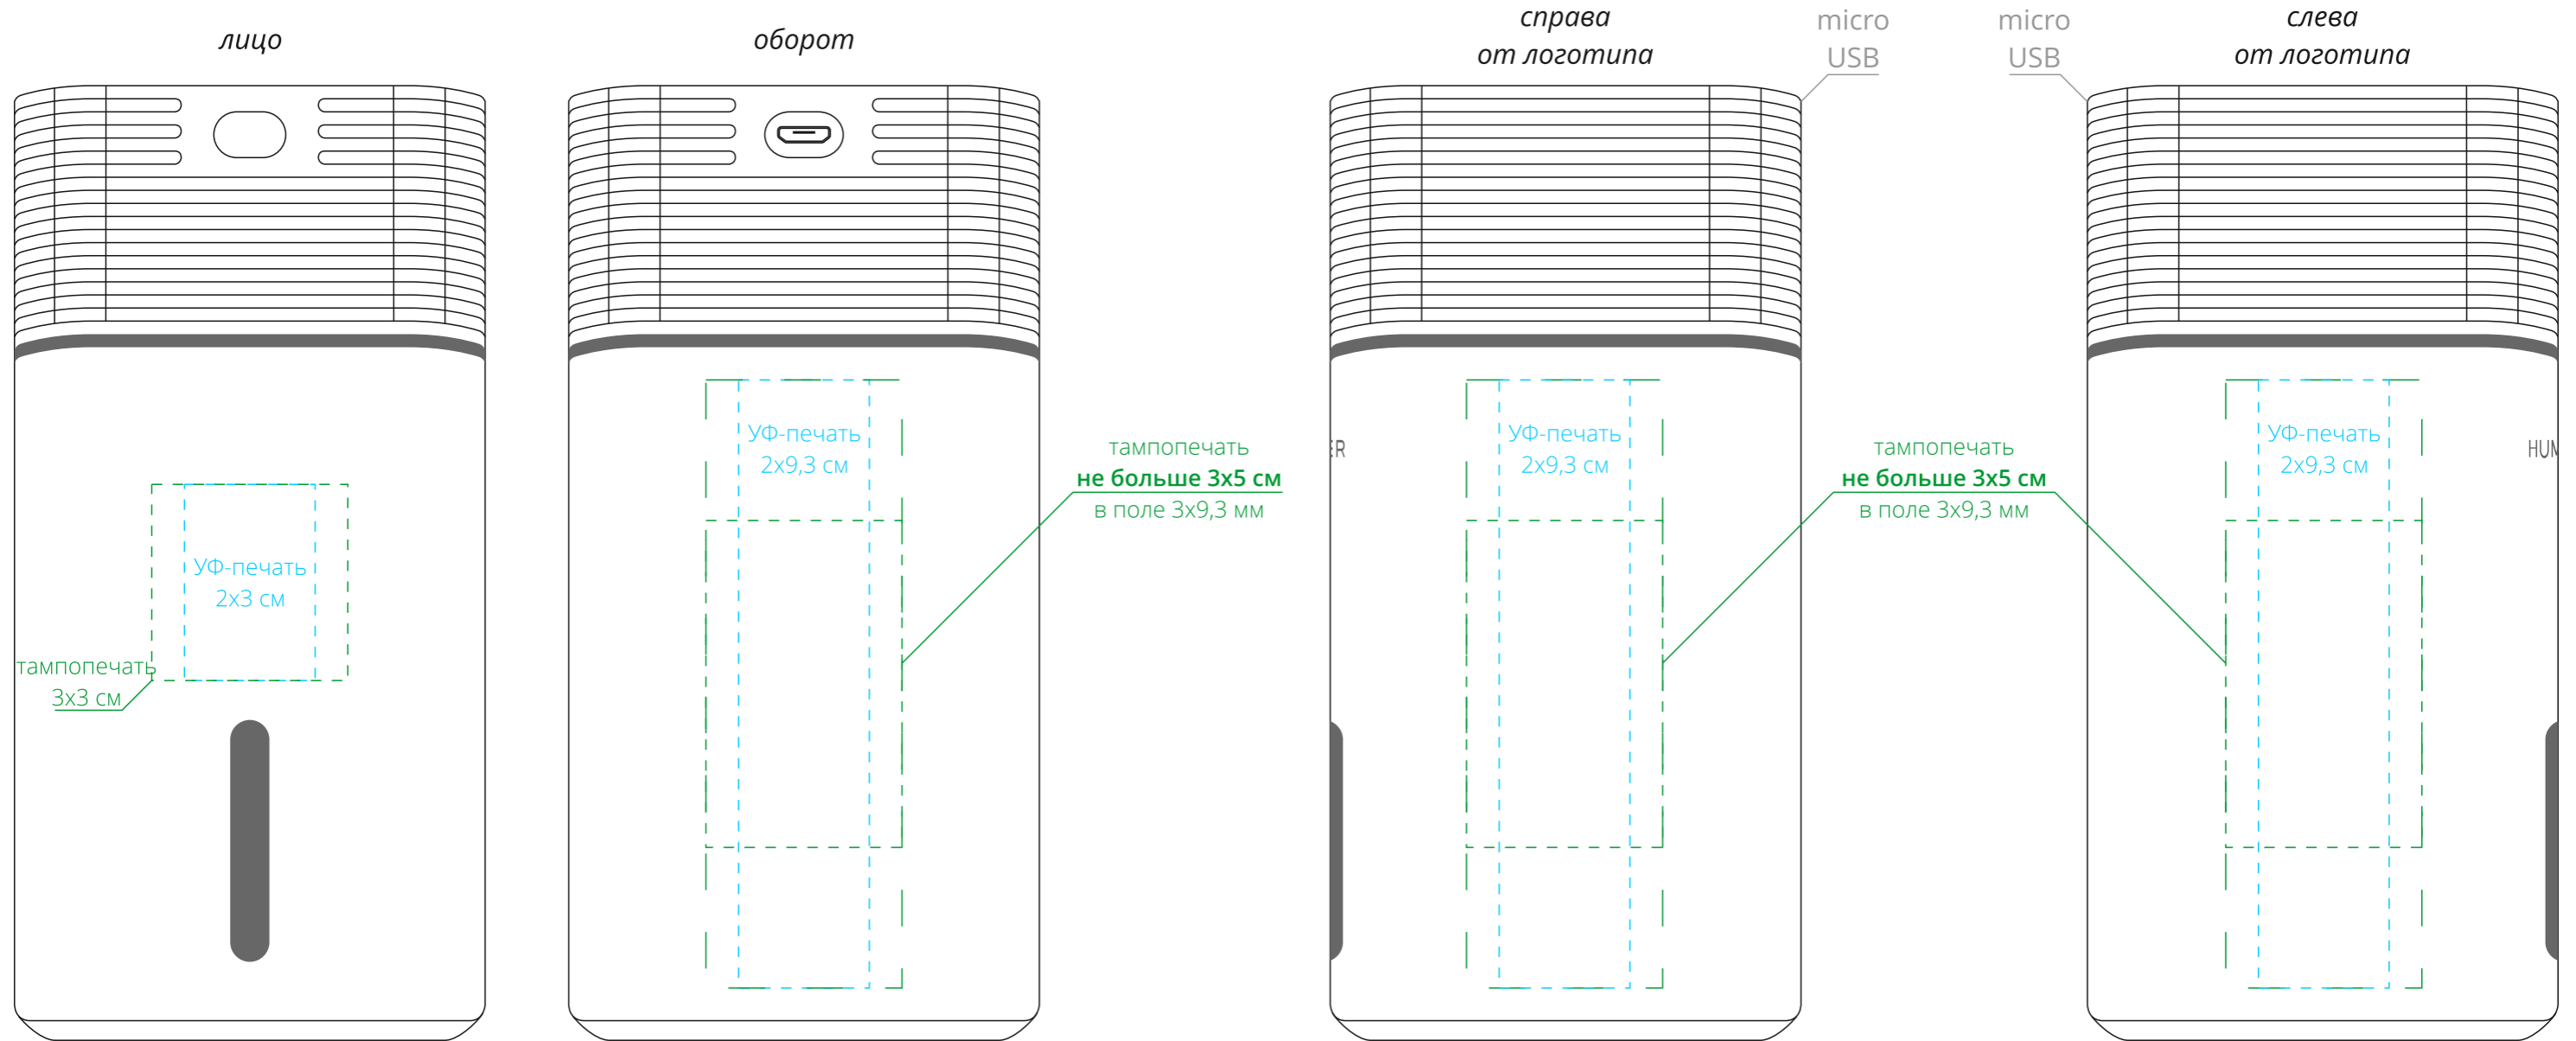 лицо
оборот
справа
от логотипа
micro
USB
micro
USB
слева
от логотипа
УФ-печать
2х3 см
тампопечать
3х3 см
УФ-печать
2х9,3 см
тампопечать
не больше 3х5 см
в поле 3х9,3 мм
ER
УФ-печать
2х9,3 см
тампопечать
не больше 3х5 см
в поле 3х9,3 мм
УФ-печать
2х9,3 см
HUM